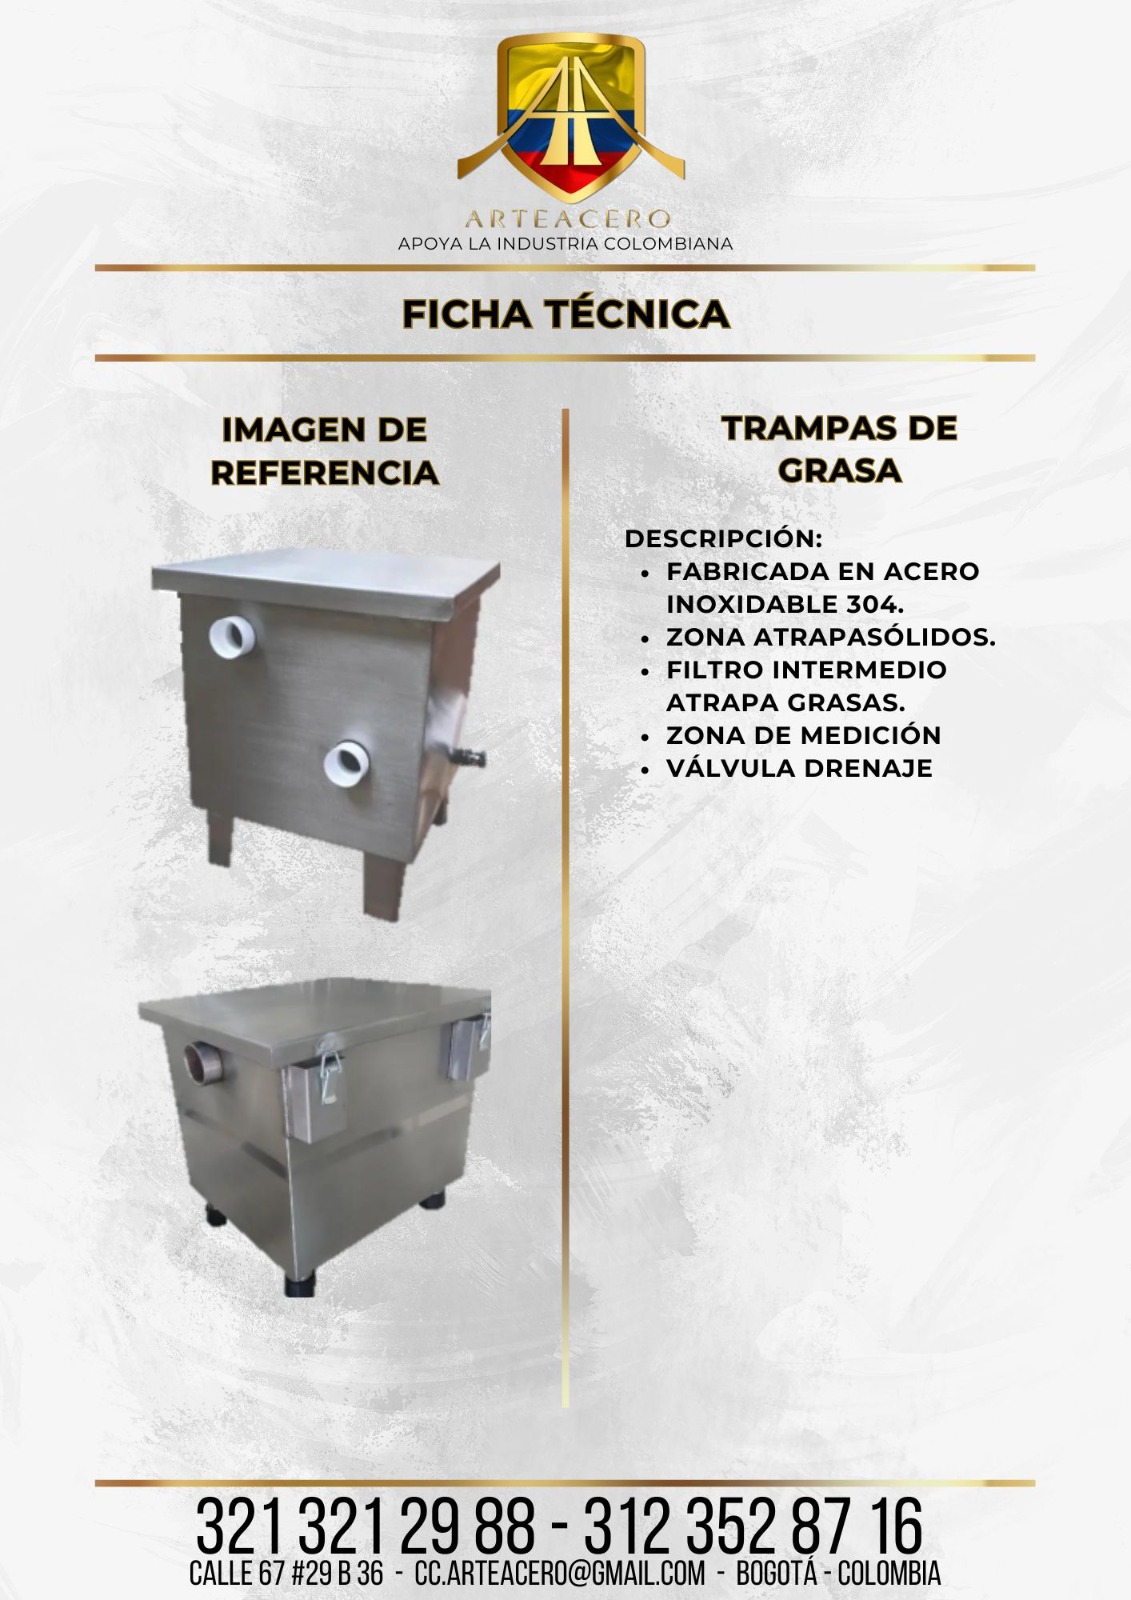 ARTEACERO
APOYA LA INDUSTRIA COLOMBIANA
FICHA TÉCNICA
IMAGEN DE
REFERENCIA
TRAMPAS DE
GRASA
DESCRIPCIÓN:
• FABRICADA EN ACERO
INOXIDABLE 304.
• ZONA ATRAPASÓLIDOS.
• FILTRO INTERMEDIO
ATRAPA GRASAS.
• ZONA DE MEDICIÓN
• VÁLVULA DRENAJE
321 321 29 88 - 312 352 87 16
CALLE 67 #29 B 36 - CC.ARTEACERO@GMAIL.COM - BOGOTÁ - COLOMBIA